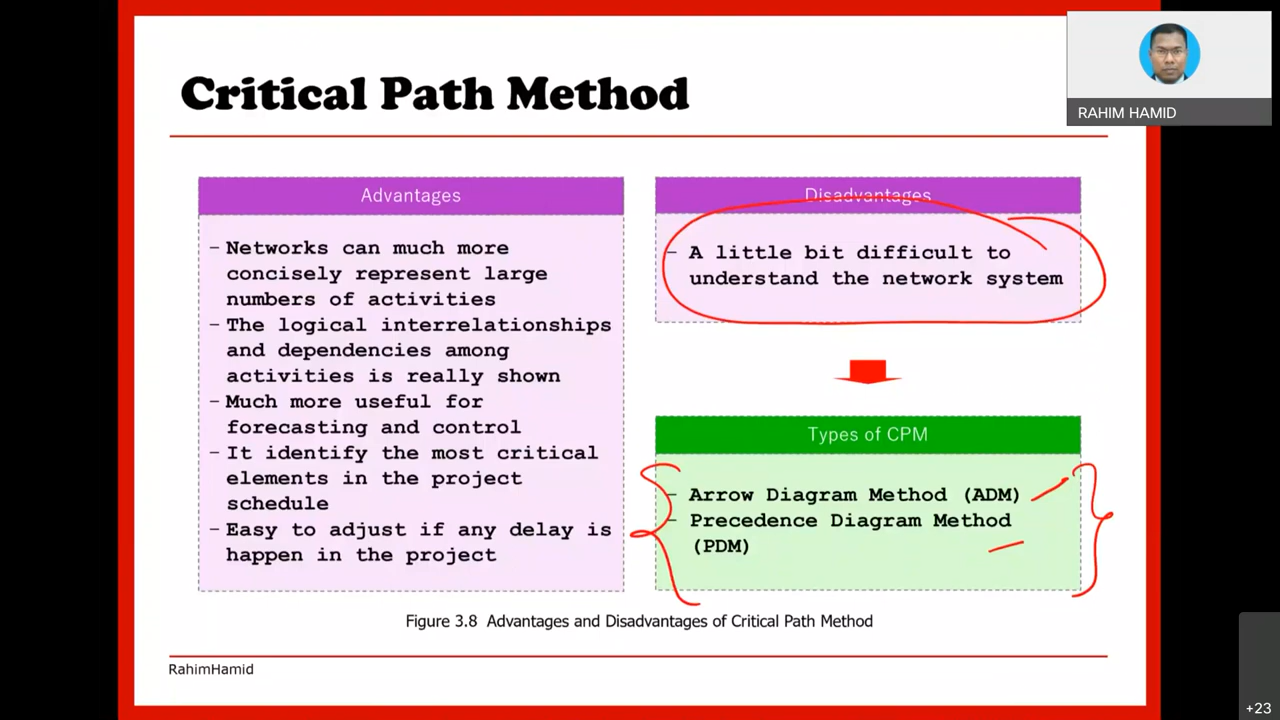 Critical Path Method
RAHIM HAMID
Advantages
– Networks can much more
concisely represent large
numbers of activities
– The logical interrelationships
and dependencies among
activities is really shown
– Much more useful for
forecasting and control
– It identify the most critical
elements in the project
schedule
– Easy to adjust if any delay is
happen in the project
Disadvantages
– A little bit difficult to
understand the network system
Types of CPM
– Arrow Diagram Method (ADM)
– Precedence Diagram Method
(PDM)
Figure 3.8 Advantages and Disadvantages of Critical Path Method
RahimHamid
+23